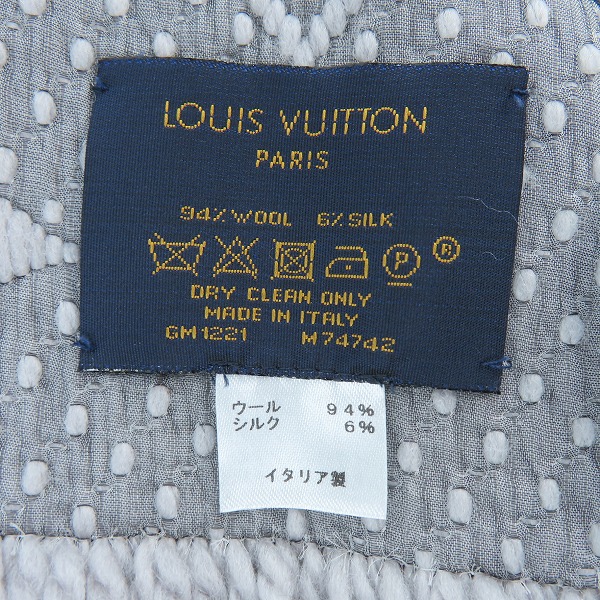 LOUIS VUITTON
PARIS
94% WOOL 6% SILK
P ®
DRY CLEAN ONLY
MADE IN ITALY
GM1221 M74742
ウール 94%
シルク 6%
イタリア製